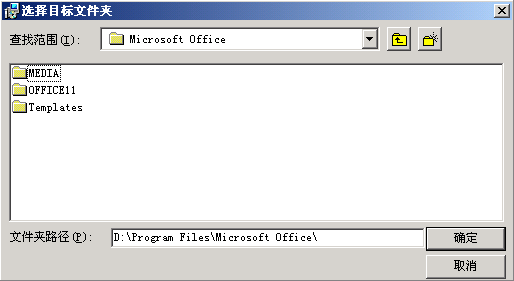 选择目标文件夹
查找范围(I):
Microsoft Office
MEDIA
OFFICE11
Templates
文件夹路径(P):
D:\Program Files\Microsoft Office\
确定
取消